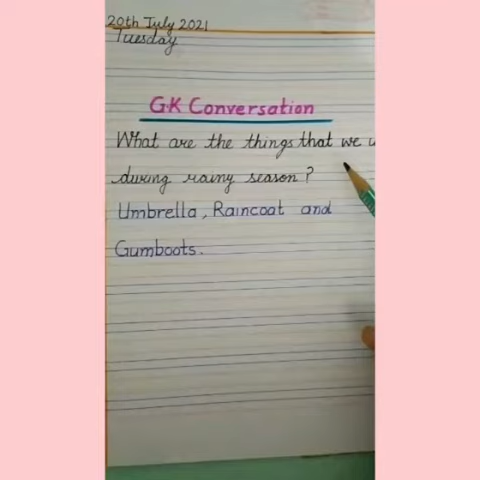 20th July 2021
Tuesday
GK Conversation
What are the things that we
during rainy season?
Umbrella, Raincoat and
Gumboots.